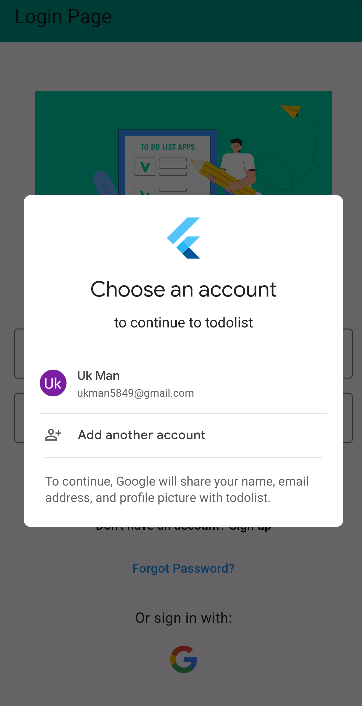 Login Page
TO DO LIST APPS
Choose an account
to continue to todolist
Uk
Uk Man
ukman5849@gmail.com
Add another account
To continue, Google will share your name, email
address, and profile picture with todolist.
Don't have an account? Sign up
Forgot Password?
Or sign in with: